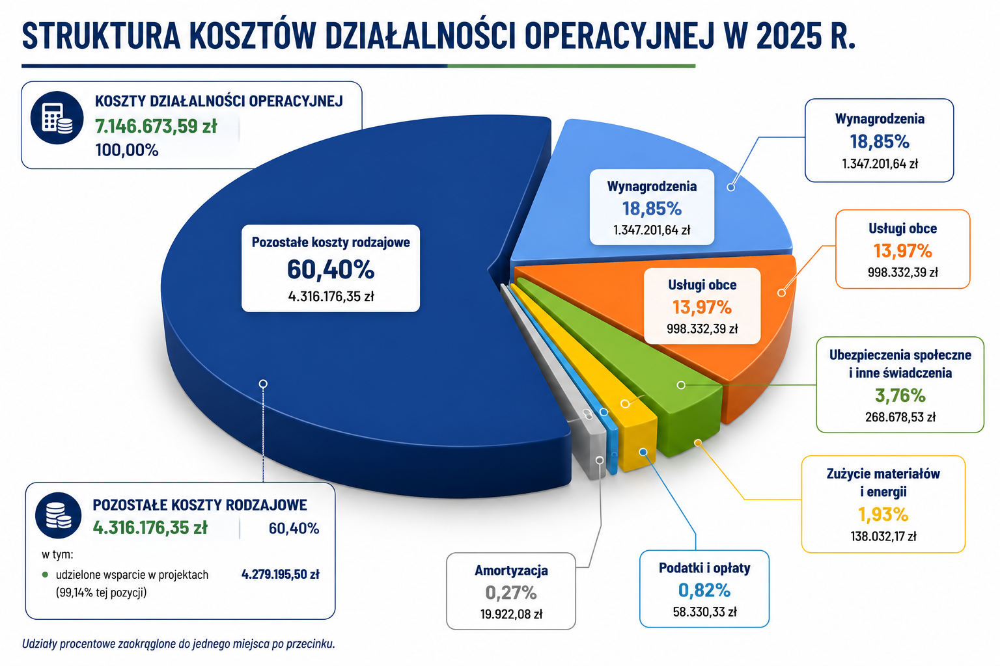 STRUKTURA KOSZTÓW DZIAŁALNOŚCI OPERACYJNEJ W 2025 R.
KOSZTY DZIAŁALNOŚCI OPERACYJNEJ
7.146.673,59 zł
100,00%
Pozostałe koszty rodzajowe
60,40%
4.316.176,35 zł
Wynagrodzenia
18,85%
1.347.201,64 zł
Wynagrodzenia
18,85%
1.347.201,64 zł
Usługi obce
13,97%
998.332,39 zł
Usługi obce
13,97%
998.332,39 zł
Ubezpieczenia społeczne
i inne świadczenia
3,76%
268.678,53 zł
Zużycie materiałów
i energii
1,93%
138.032,17 zł
Podatki i opłaty
0,82%
58.330,33 zł
Amortyzacja
0,27%
19.922,08 zł
POZOSTAŁE KOSZTY RODZAJOWE
4.316.176,35 zł 60,40%
w tym:
• udzielone wsparcie w projektach 4.279.195,50 zł
(99,14% tej pozycji)
Udziały procentowe zaokrąglone do jednego miejsca po przecinku.